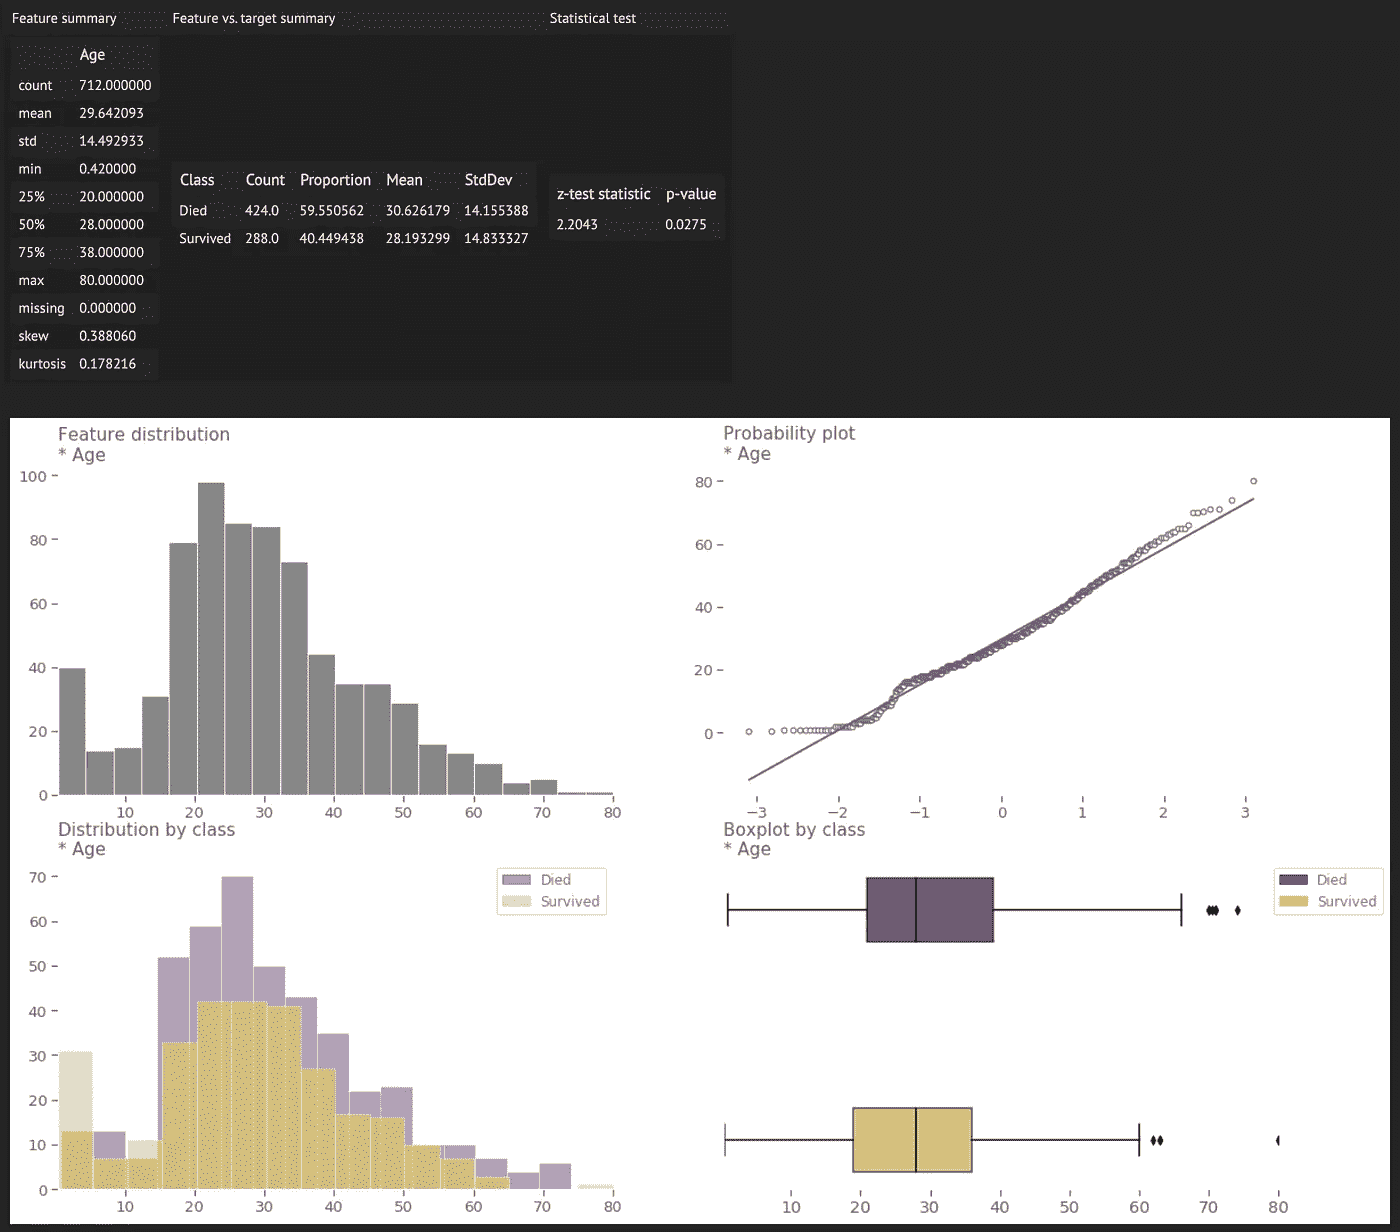 Feature summary
Feature vs. target summary
Statistical test
Age
count 712.000000
mean 29.642093
std 14.492933
min 0.420000
25% 20.000000
50% 28.000000
75% 38.000000
max 80.000000
missing 0.000000
skew 0.388060
kurtosis 0.178216
Class Count Proportion Mean StdDev
Died 424.0 59.550562 30.626179 14.155388
Survived 288.0 40.449438 28.193299 14.833327
z-test statistic p-value
2.2043 0.0275
Feature distribution
* Age
100
80
60
40
20
0
10 20 30 40 50 60 70 80
Probability plot
* Age
80
60
40
20
0
−3 −2 −1 0 1 2 3
Distribution by class
* Age
Died
Survived
70
60
50
40
30
20
10
0
10 20 30 40 50 60 70 80
Boxplot by class
* Age
Died
Survived
10 20 30 40 50 60 70 80